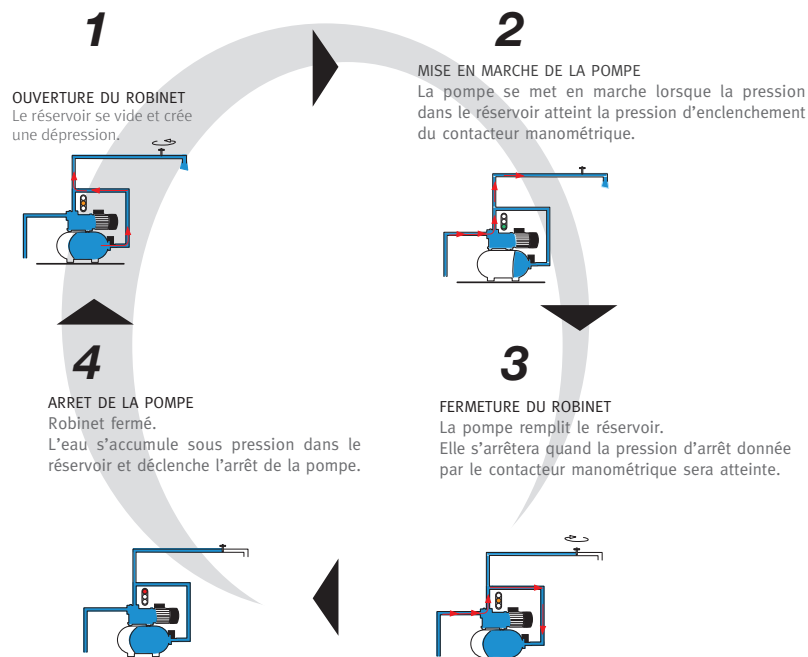 1
OUVERTURE DU ROBINET
Le réservoir se vide et crée
une dépression.
2
MISE EN MARCHE DE LA POMPE
La pompe se met en marche lorsque la pression
dans le réservoir atteint la pression d’enclenchement
du contacteur manométrique.
3
FERMETURE DU ROBINET
La pompe remplit le réservoir.
Elle s’arrêtera quand la pression d’arrêt donnée
par le contacteur manométrique sera atteinte.
4
ARRET DE LA POMPE
Robinet fermé.
L’eau s’accumule sous pression dans le
réservoir et déclenche l’arrêt de la pompe.